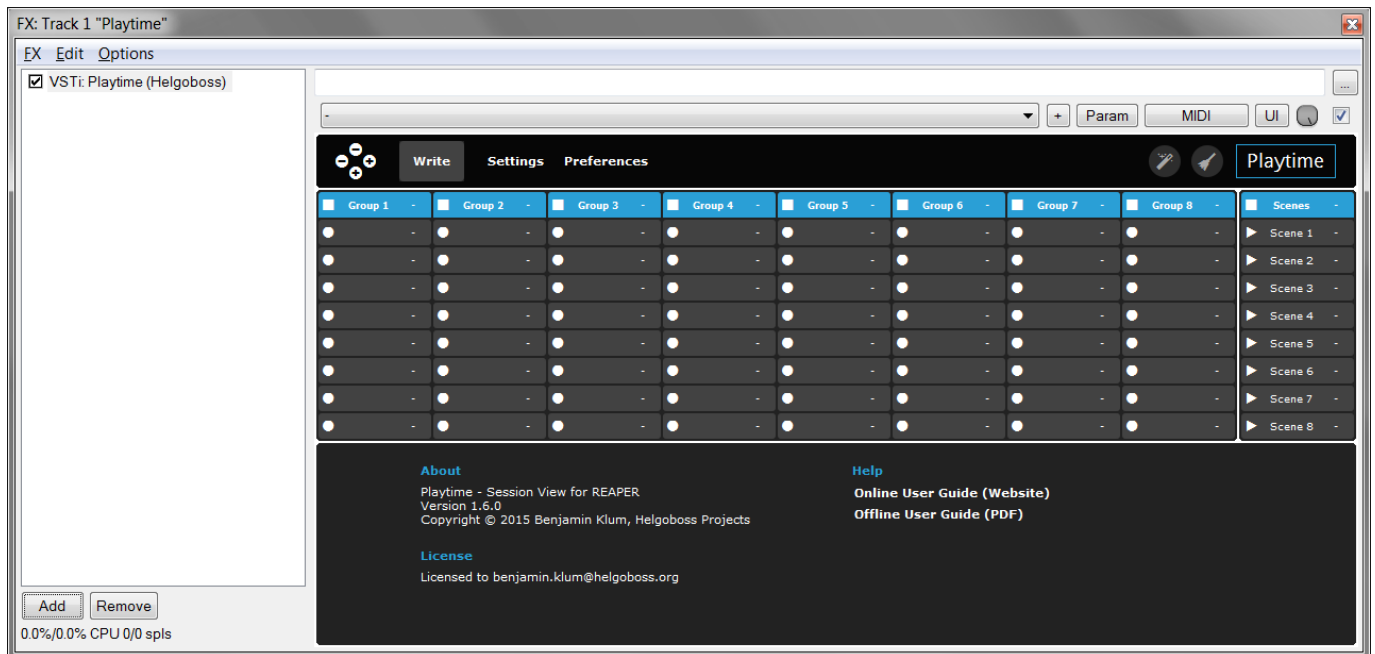 FX: Track 1 "Playtime"
FX Edit Options
VSTi: Playtime (Helgoboss)
...
-
+ Param MIDI UI
Write Settings Preferences Playtime
Group 1 - Group 2 - Group 3 - Group 4 - Group 5 - Group 6 - Group 7 - Group 8 - Scenes -
- - - - - - - - Scene 1 -
- - - - - - - - Scene 2 -
- - - - - - - - Scene 3 -
- - - - - - - - Scene 4 -
- - - - - - - - Scene 5 -
- - - - - - - - Scene 6 -
- - - - - - - - Scene 7 -
- - - - - - - - Scene 8 -
About
Playtime - Session View for REAPER
Version 1.6.0
Copyright © 2015 Benjamin Klum, Helgoboss Projects
License
Licensed to benjamin.klum@helgoboss.org
Help
Online User Guide (Website)
Offline User Guide (PDF)
Add Remove
0.0%/0.0% CPU 0/0 spls